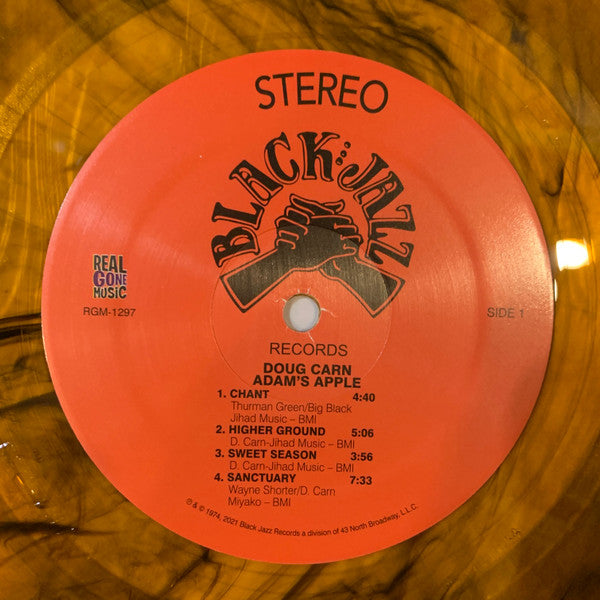 STEREO
BLACK JAZZ
REAL
GONE
MUSIC
RGM-1297
SIDE 1
RECORDS
DOUG CARN
ADAM'S APPLE
1. CHANT 4:40
Thurman Green/Big Black
Jihad Music – BMI
2. HIGHER GROUND 5:06
D. Carn-Jihad Music – BMI
3. SWEET SEASON 3:56
D. Carn-Jihad Music – BMI
4. SANCTUARY 7:33
Wayne Shorter/D. Carn
Miyako – BMI
℗ & © 1974, 2021 Black Jazz Records a division of 43 North Broadway, L.L.C.